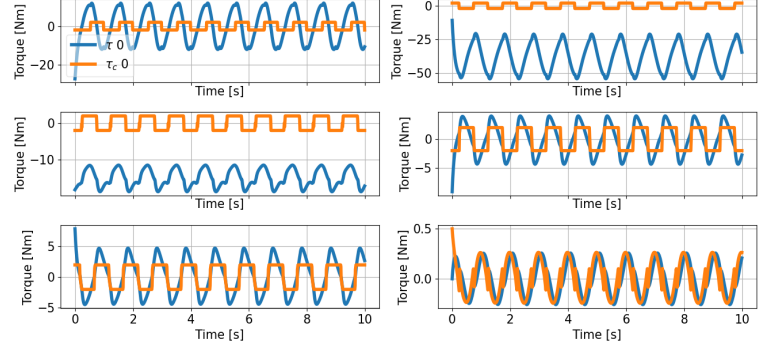 Torque [Nm]
0
−20
τ 0
τc 0
Time [s]
Torque [Nm]
0
−25
−50
Time [s]
Torque [Nm]
0
−10
Time [s]
Torque [Nm]
0
−5
Time [s]
Torque [Nm]
5
0
−5
0 2 4 6 8 10
Time [s]
Torque [Nm]
0.5
0.0
0 2 4 6 8 10
Time [s]